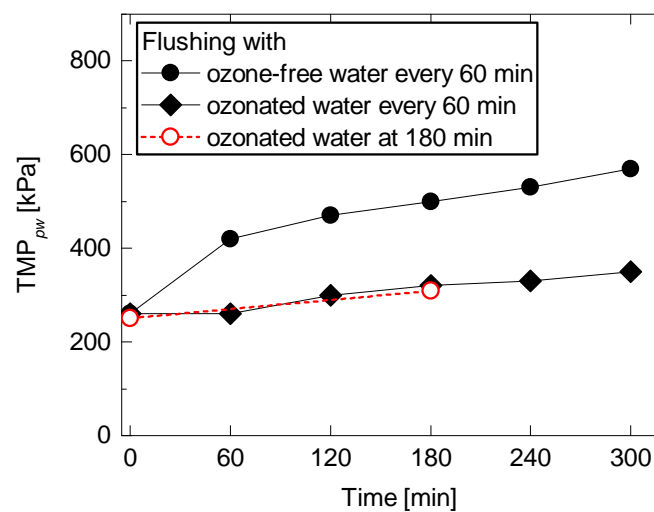 Flushing with
ozone-free water every 60 min
ozonated water every 60 min
ozonated water at 180 min
TMPpw [kPa]
800
600
400
200
0
0 60 120 180 240 300
Time [min]